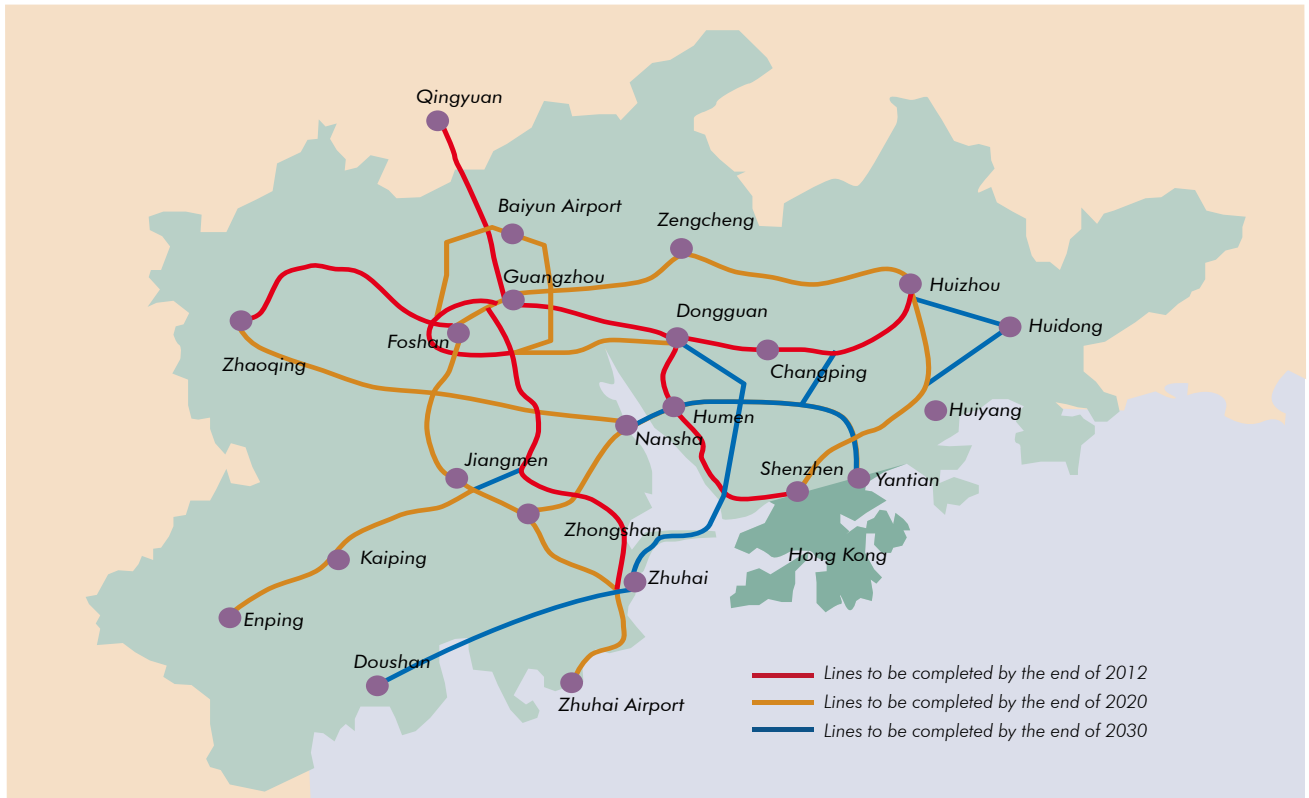 Qingyuan
Baiyun Airport
Zengcheng
Guangzhou
Huizhou
Dongguan
Huidong
Foshan
Zhaoqing
Changping
Huiyang
Humen
Nansha
Jiangmen
Shenzhen
Yantian
Zhongshan
Hong Kong
Kaiping
Zhuhai
Enping
Doushan
Zhuhai Airport
Lines to be completed by the end of 2012
Lines to be completed by the end of 2020
Lines to be completed by the end of 2030